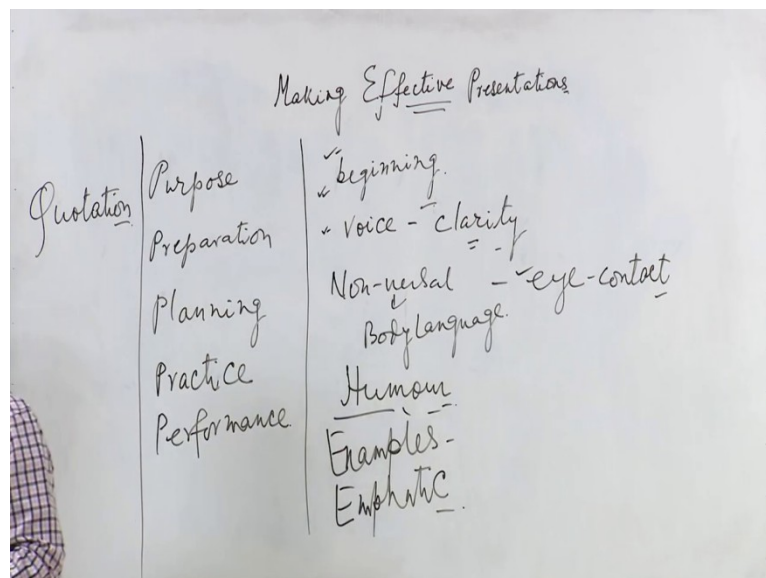 Making Effective Presentations
Quotation
Purpose
Preparation
Planning
Practice
Performance
beginning.
voice - clarity
Non-verbal - eye-contact
Body language.
Humour
Examples-
Emphatic